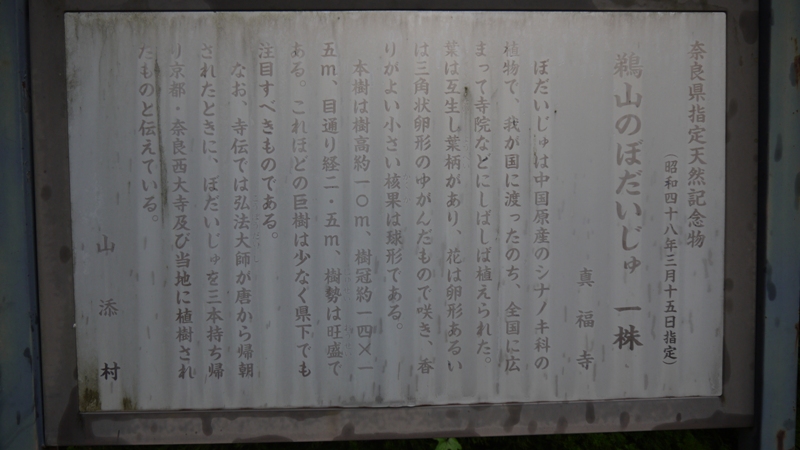 奈良県指定天然記念物
（昭和四十八年三月十五日指定）
鵜山のぼだいじゅ 一株
真福寺
ぼだいじゅは中国原産のシナノキ科の
植物で、我が国に渡ったのち、全国に広
まって寺院などにしばしば植えられた。
葉は互生し葉柄があり、花は卵形あるい
は三角状卵形のゆがんだもので咲き、香
りがよい小さい核果は球形である。
本樹は樹高約一〇m、樹冠約一四×一
五m、目通り経二・五m、樹勢は旺盛で
ある。これほどの巨樹は少なく県下でも
注目すべきものである。
なお、寺伝では弘法大師が唐から帰朝
されたときに、ぼだいじゅを三本持ち帰
り京都・奈良西大寺及び当地に植樹され
たものと伝えている。
山添村